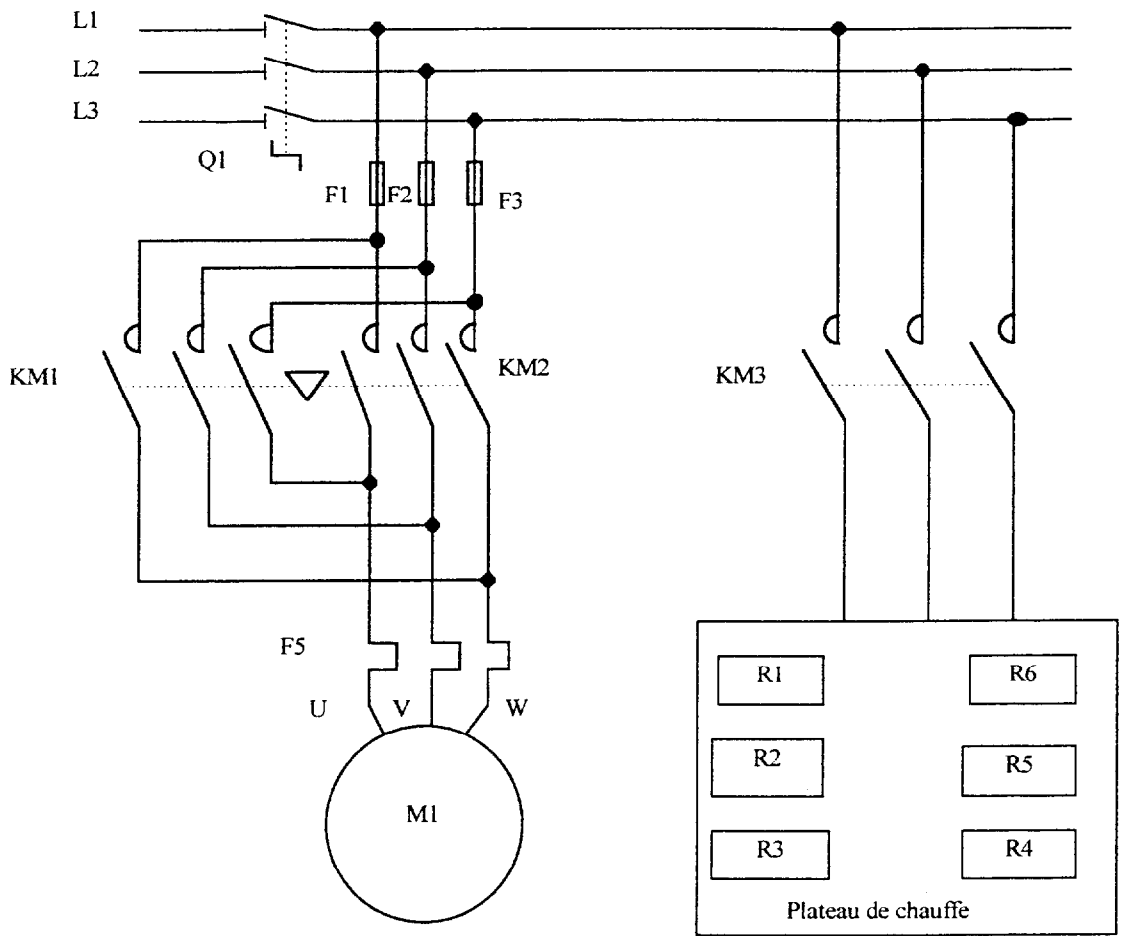 L1
L2
L3
Q1
F1
F2
F3
KM1
KM2
KM3
F5
U
V
W
M1
R1
R6
R2
R5
R3
R4
Plateau de chauffe